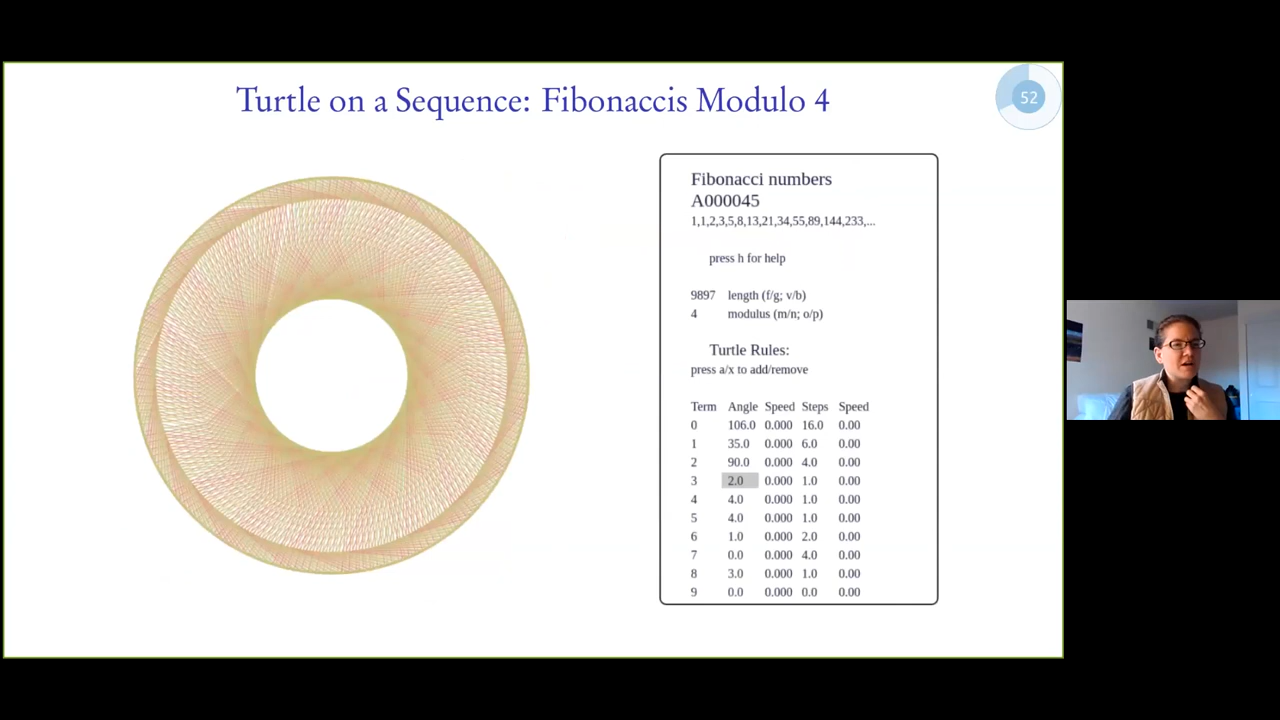 Turtle on a Sequence: Fibonaccis Modulo 4
52
Fibonacci numbers
A000045
1,1,2,3,5,8,13,21,34,55,89,144,233,...
press h for help
9897 length (f/g; v/b)
4 modulus (m/n; o/p)
Turtle Rules:
press a/x to add/remove
Term Angle Speed Steps Speed
0 106.0 0.000 16.0 0.00
1 35.0 0.000 6.0 0.00
2 90.0 0.000 4.0 0.00
3 2.0 0.000 1.0 0.00
4 4.0 0.000 1.0 0.00
5 4.0 0.000 1.0 0.00
6 1.0 0.000 2.0 0.00
7 0.0 0.000 4.0 0.00
8 3.0 0.000 1.0 0.00
9 0.0 0.000 0.0 0.00